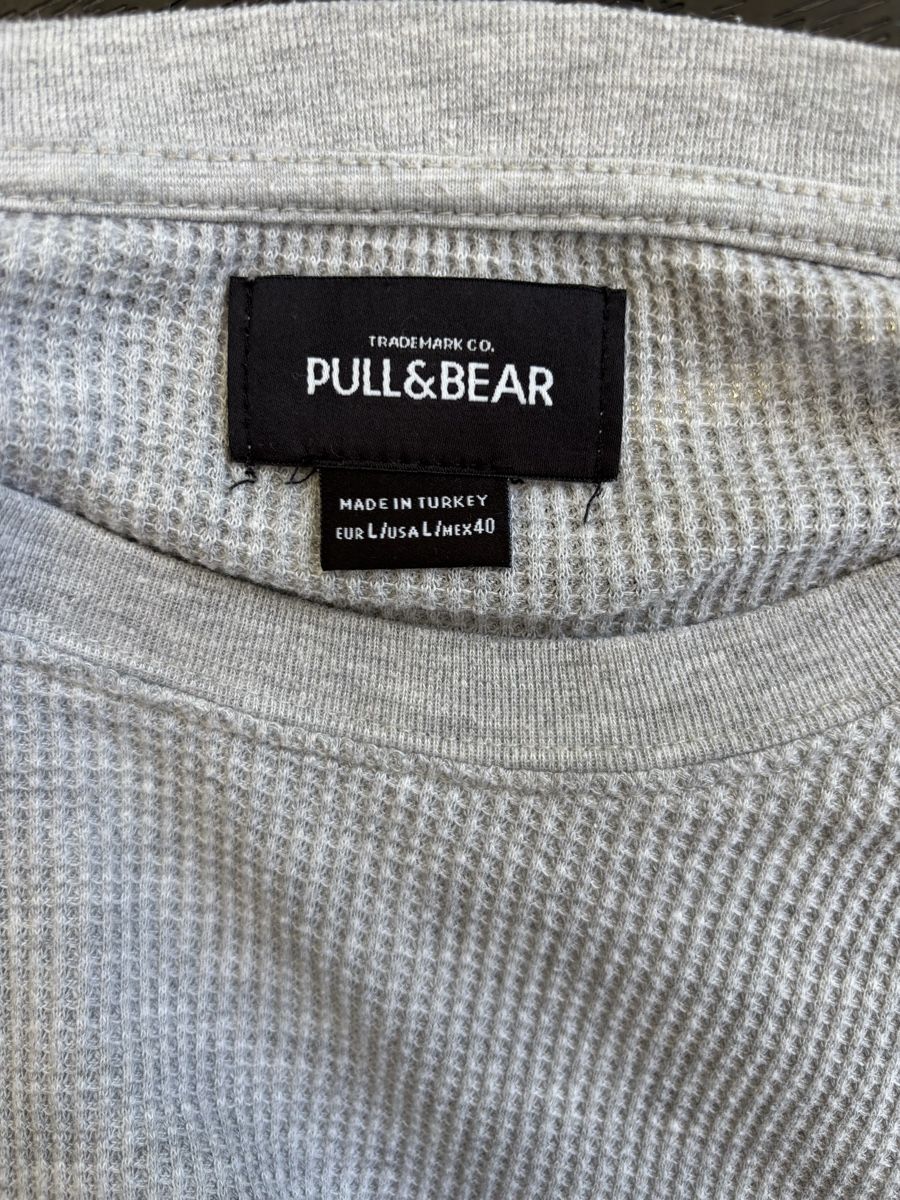 TRADEMARK CO.
PULL&BEAR
MADE IN TURKEY
EUR L/USA L/MEX 40